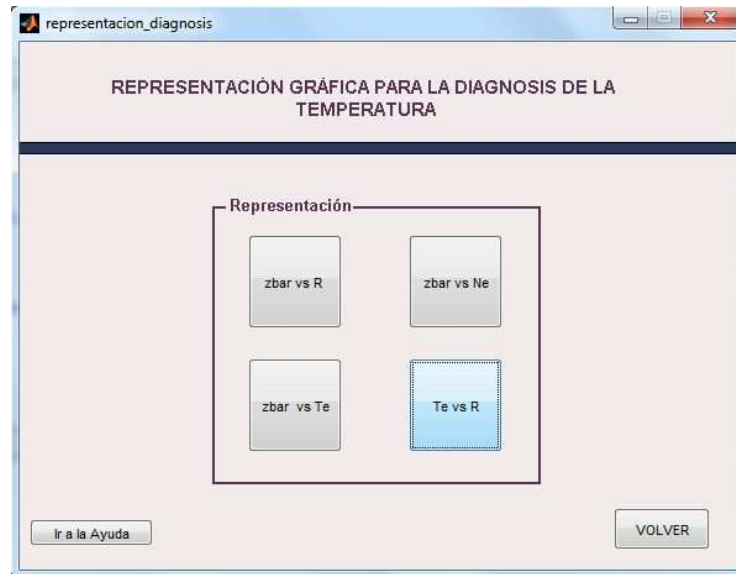 representacion_diagnosis
REPRESENTACIÓN GRÁFICA PARA LA DIAGNOSIS DE LA
TEMPERATURA
Representación
zbar vs R
zbar vs Ne
zbar vs Te
Te vs R
Ir a la Ayuda
VOLVER